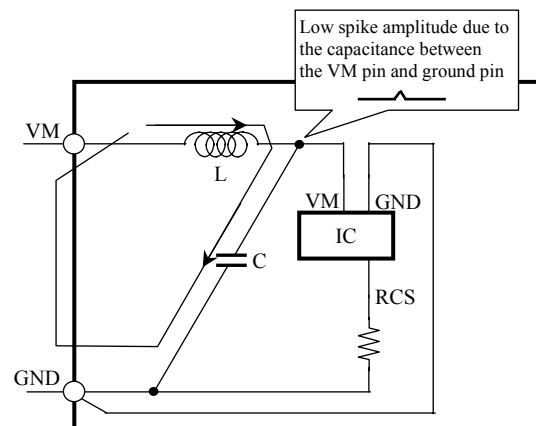 Low spike amplitude due to
the capacitance between
the VM pin and ground pin
VM
L
VM
GND
IC
C
RCS
GND